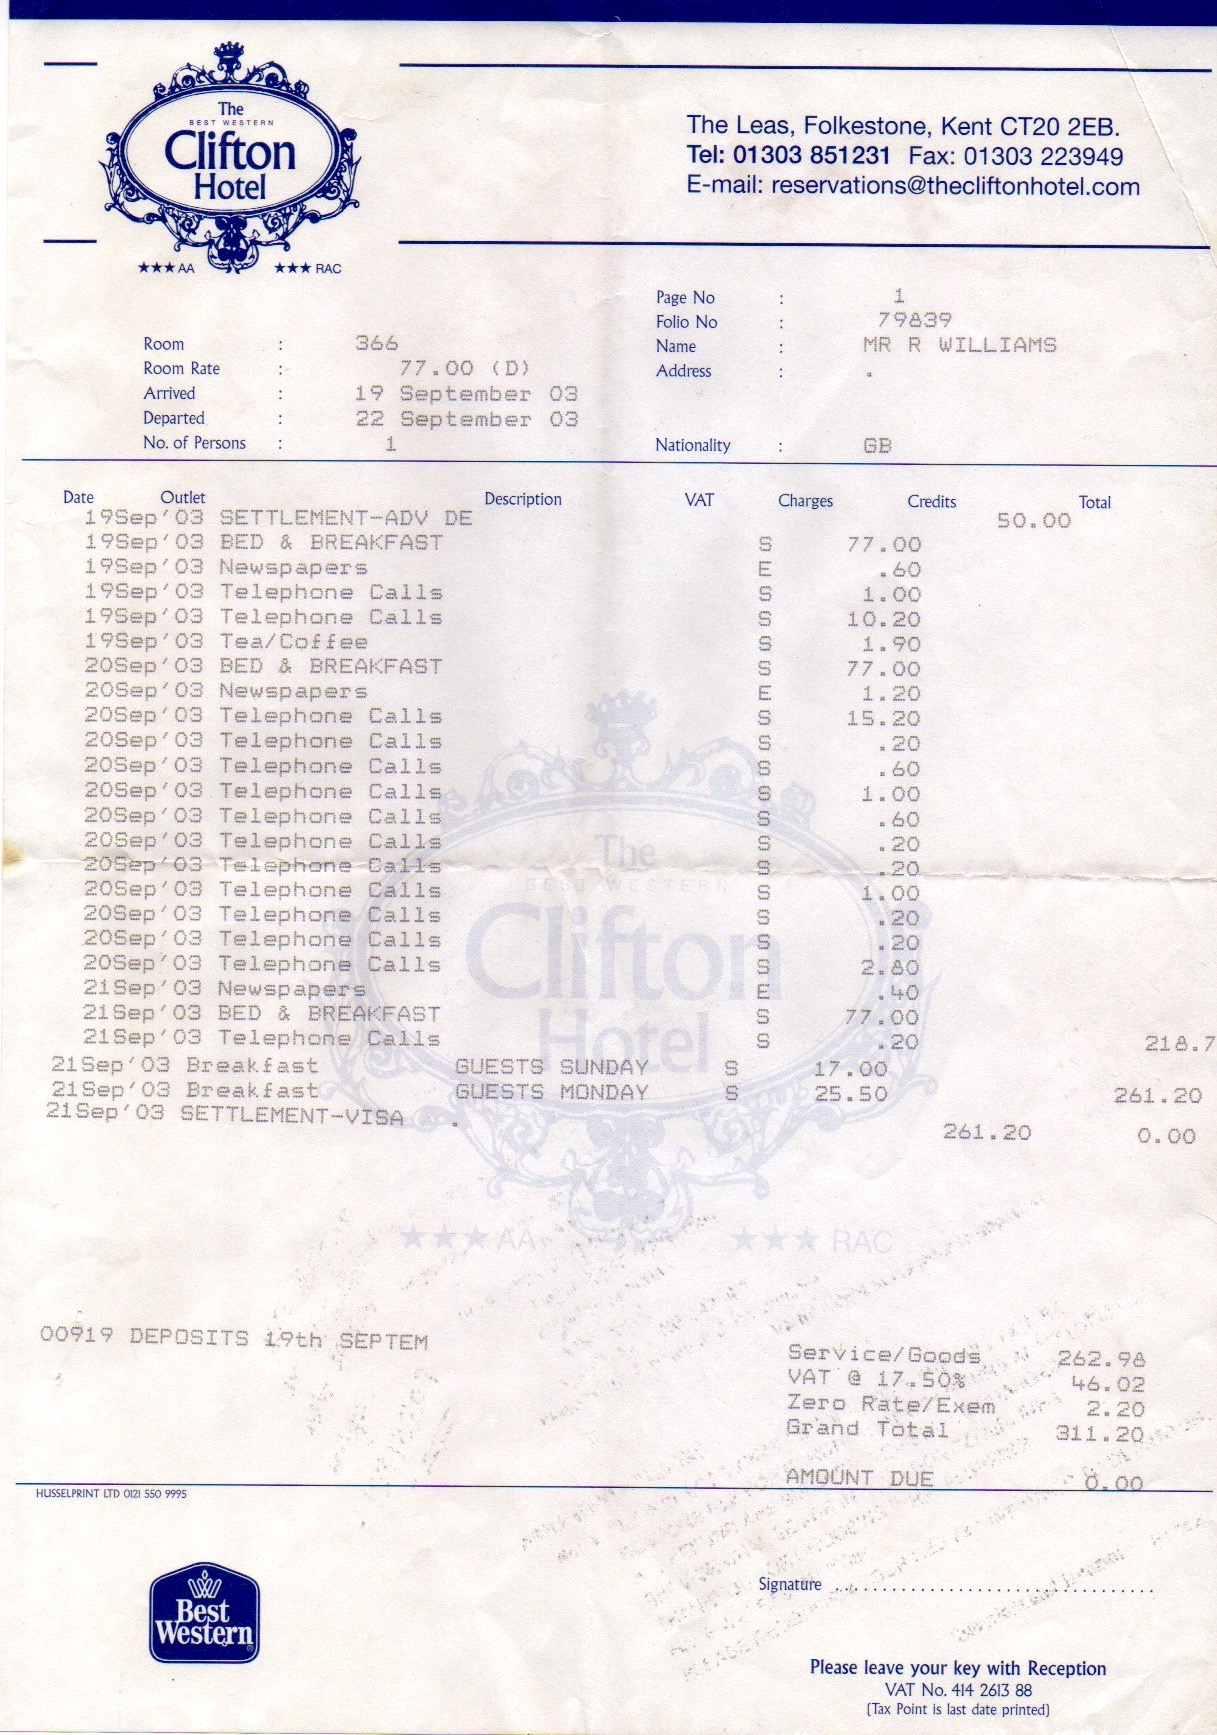 The
BEST WESTERN
Clifton
Hotel
★★★ AA ★★★ RAC
The Leas, Folkestone, Kent CT20 2EB.
Tel: 01303 851231 Fax: 01303 223949
E-mail: reservations@thecliftonhotel.com
Page No : 1
Folio No : 79839
Name : MR R WILLIAMS
Address : .
Nationality : GB
Room : 366
Room Rate : 77.00 (D)
Arrived : 19 September 03
Departed : 22 September 03
No. of Persons : 1
Date Outlet Description VAT Charges Credits Total
19Sep'03 SETTLEMENT-ADV DE 50.00
19Sep'03 BED & BREAKFAST S 77.00
19Sep'03 Newspapers E .60
19Sep'03 Telephone Calls S 1.00
19Sep'03 Telephone Calls S 10.20
19Sep'03 Tea/Coffee S 1.90
20Sep'03 BED & BREAKFAST S 77.00
20Sep'03 Newspapers E 1.20
20Sep'03 Telephone Calls S 15.20
20Sep'03 Telephone Calls S .20
20Sep'03 Telephone Calls S .60
20Sep'03 Telephone Calls S 1.00
20Sep'03 Telephone Calls S .60
20Sep'03 Telephone Calls S .20
20Sep'03 Telephone Calls S .20
20Sep'03 Telephone Calls S 1.00
20Sep'03 Telephone Calls S .20
20Sep'03 Telephone Calls S .20
20Sep'03 Telephone Calls S 2.80
21Sep'03 Newspapers E .40
21Sep'03 BED & BREAKFAST S 77.00
21Sep'03 Telephone Calls S .20 218.7
21Sep'03 Breakfast GUESTS SUNDAY S 17.00
21Sep'03 Breakfast GUESTS MONDAY S 25.50 261.20
21Sep'03 SETTLEMENT-VISA . 261.20 0.00
The
BEST WESTERN
Clifton
Hotel
★★★ AA ★★★ RAC
00919 DEPOSITS 19th SEPTEM
Service/Goods 262.98
VAT @ 17.50% 46.02
Zero Rate/Exem 2.20
Grand Total 311.20
AMOUNT DUE 0.00
HUSSELPRINT LTD 0121 550 9995
Best
Western
Signature ................................
Please leave your key with Reception
VAT No. 414 2613 88
(Tax Point is last date printed)